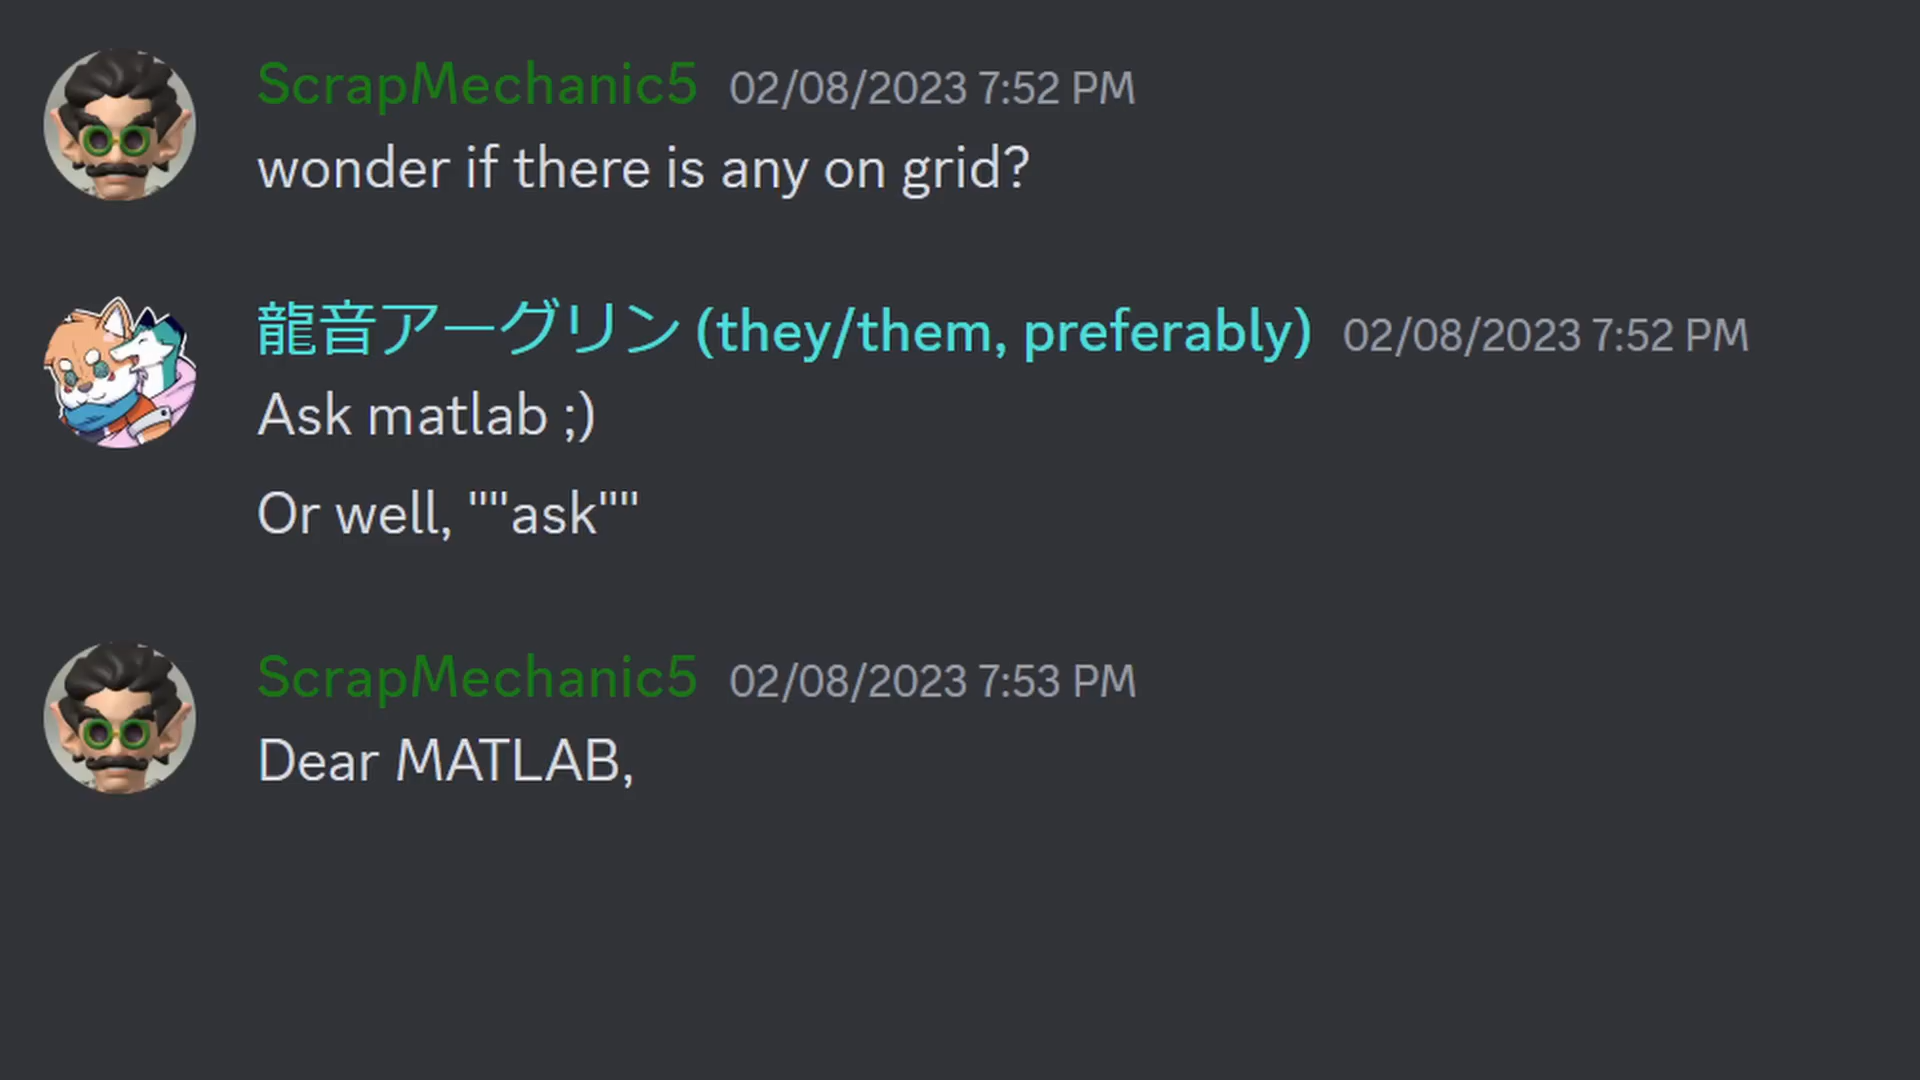 ScrapMechanic5 02/08/2023 7:52 PM
wonder if there is any on grid?
龍音アーグリン (they/them, preferably) 02/08/2023 7:52 PM
Ask matlab ;)
Or well, ""ask""
ScrapMechanic5 02/08/2023 7:53 PM
Dear MATLAB,